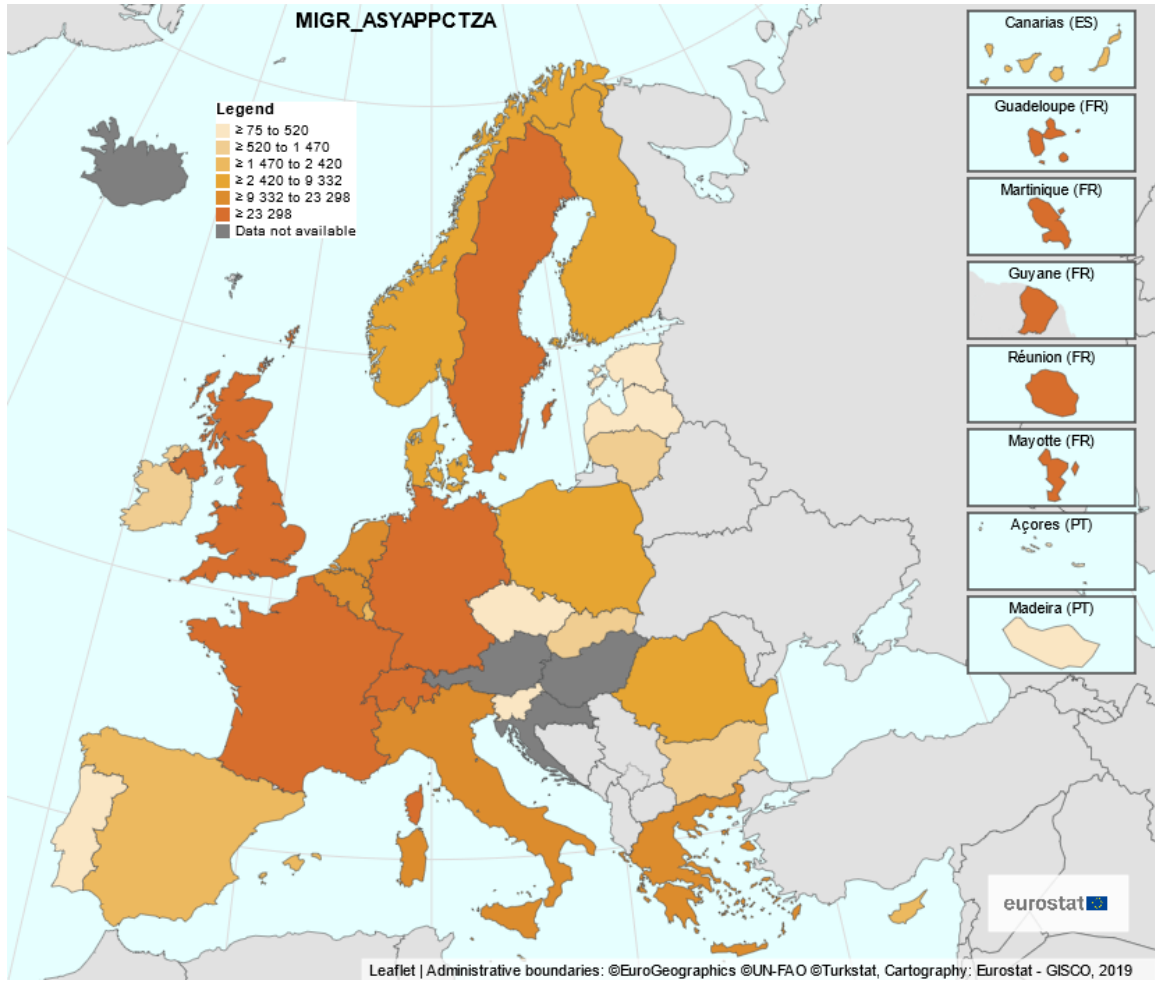 MIGR_ASYAPPCTZA
Legend
≥ 75 to 520
≥ 520 to 1 470
≥ 1 470 to 2 420
≥ 2 420 to 9 332
≥ 9 332 to 23 298
≥ 23 298
Data not available
Canarias (ES)
Guadeloupe (FR)
Martinique (FR)
Guyane (FR)
Réunion (FR)
Mayotte (FR)
Açores (PT)
Madeira (PT)
eurostat
Leaflet | Administrative boundaries: ©EuroGeographics ©UN-FAO ©Turkstat, Cartography: Eurostat - GISCO, 2019